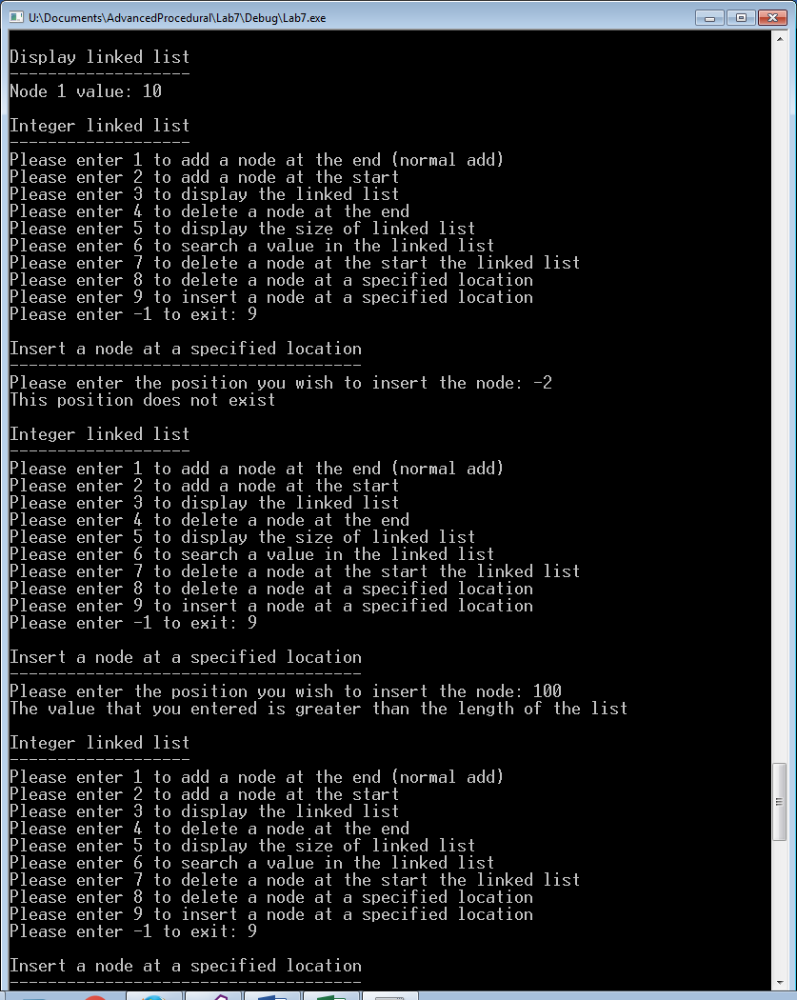 U:\Documents\AdvancedProcedural\Lab7\Debug\Lab7.exe
Display linked list
-------------------
Node 1 value: 10
Integer linked list
-------------------
Please enter 1 to add a node at the end (normal add)
Please enter 2 to add a node at the start
Please enter 3 to display the linked list
Please enter 4 to delete a node at the end
Please enter 5 to display the size of linked list
Please enter 6 to search a value in the linked list
Please enter 7 to delete a node at the start the linked list
Please enter 8 to delete a node at a specified location
Please enter 9 to insert a node at a specified location
Please enter -1 to exit: 9
Insert a node at a specified location
-------------------------------------
Please enter the position you wish to insert the node: -2
This position does not exist
Integer linked list
-------------------
Please enter 1 to add a node at the end (normal add)
Please enter 2 to add a node at the start
Please enter 3 to display the linked list
Please enter 4 to delete a node at the end
Please enter 5 to display the size of linked list
Please enter 6 to search a value in the linked list
Please enter 7 to delete a node at the start the linked list
Please enter 8 to delete a node at a specified location
Please enter 9 to insert a node at a specified location
Please enter -1 to exit: 9
Insert a node at a specified location
-------------------------------------
Please enter the position you wish to insert the node: 100
The value that you entered is greater than the length of the list
Integer linked list
-------------------
Please enter 1 to add a node at the end (normal add)
Please enter 2 to add a node at the start
Please enter 3 to display the linked list
Please enter 4 to delete a node at the end
Please enter 5 to display the size of linked list
Please enter 6 to search a value in the linked list
Please enter 7 to delete a node at the start the linked list
Please enter 8 to delete a node at a specified location
Please enter 9 to insert a node at a specified location
Please enter -1 to exit: 9
Insert a node at a specified location
-------------------------------------